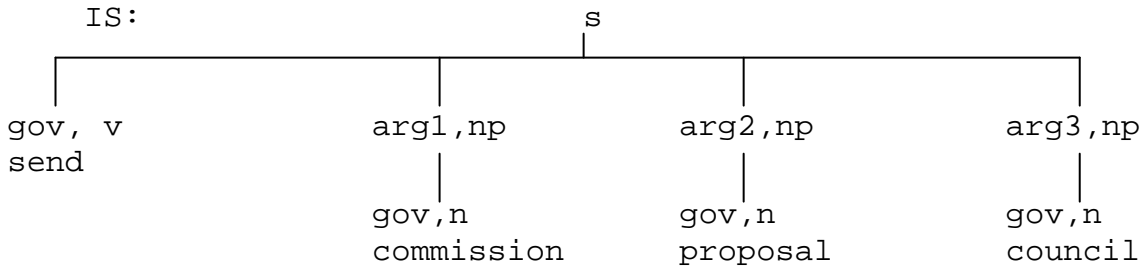 IS: s
gov, v arg1,np arg2,np arg3,np
send
gov,n gov,n gov,n
commission proposal council